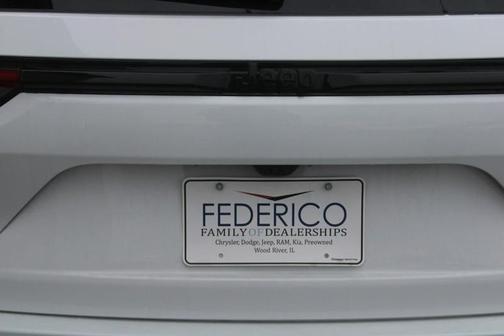 FEDERICO
FAMILY OF DEALERSHIPS
Chrysler, Dodge, Jeep, RAM, Kia, Preowned
Wood River, IL